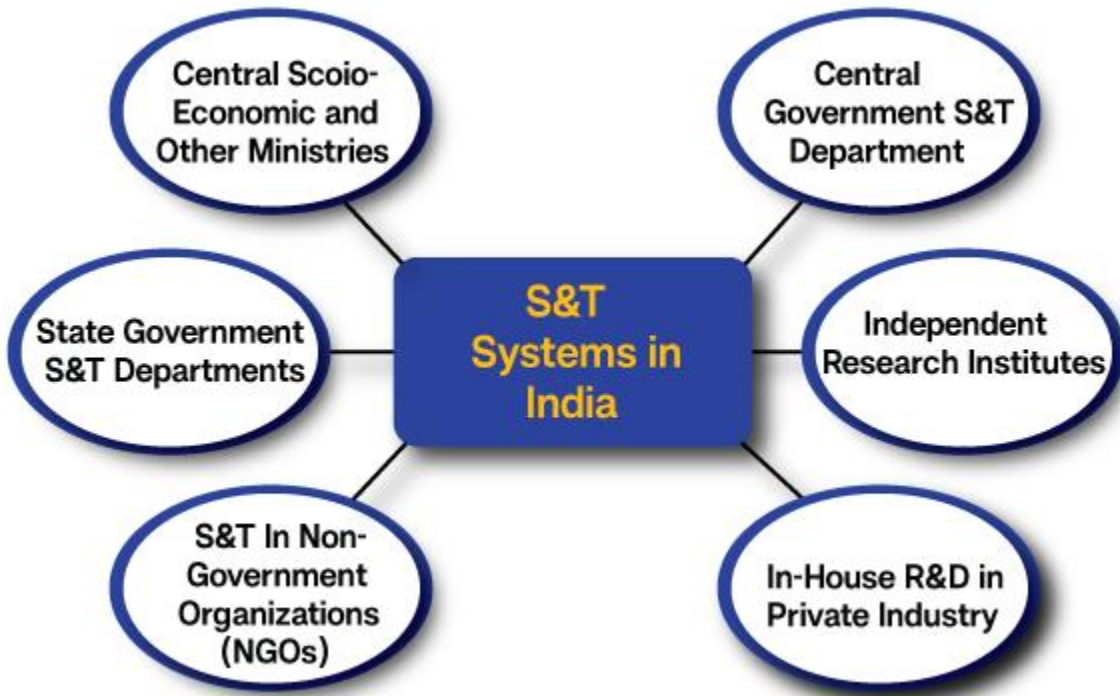 Central Scoio-
Economic and
Other Ministries
Central
Government S&T
Department
State Government
S&T Departments
S&T
Systems in
India
Independent
Research Institutes
S&T In Non-
Government
Organizations
(NGOs)
In-House R&D in
Private Industry